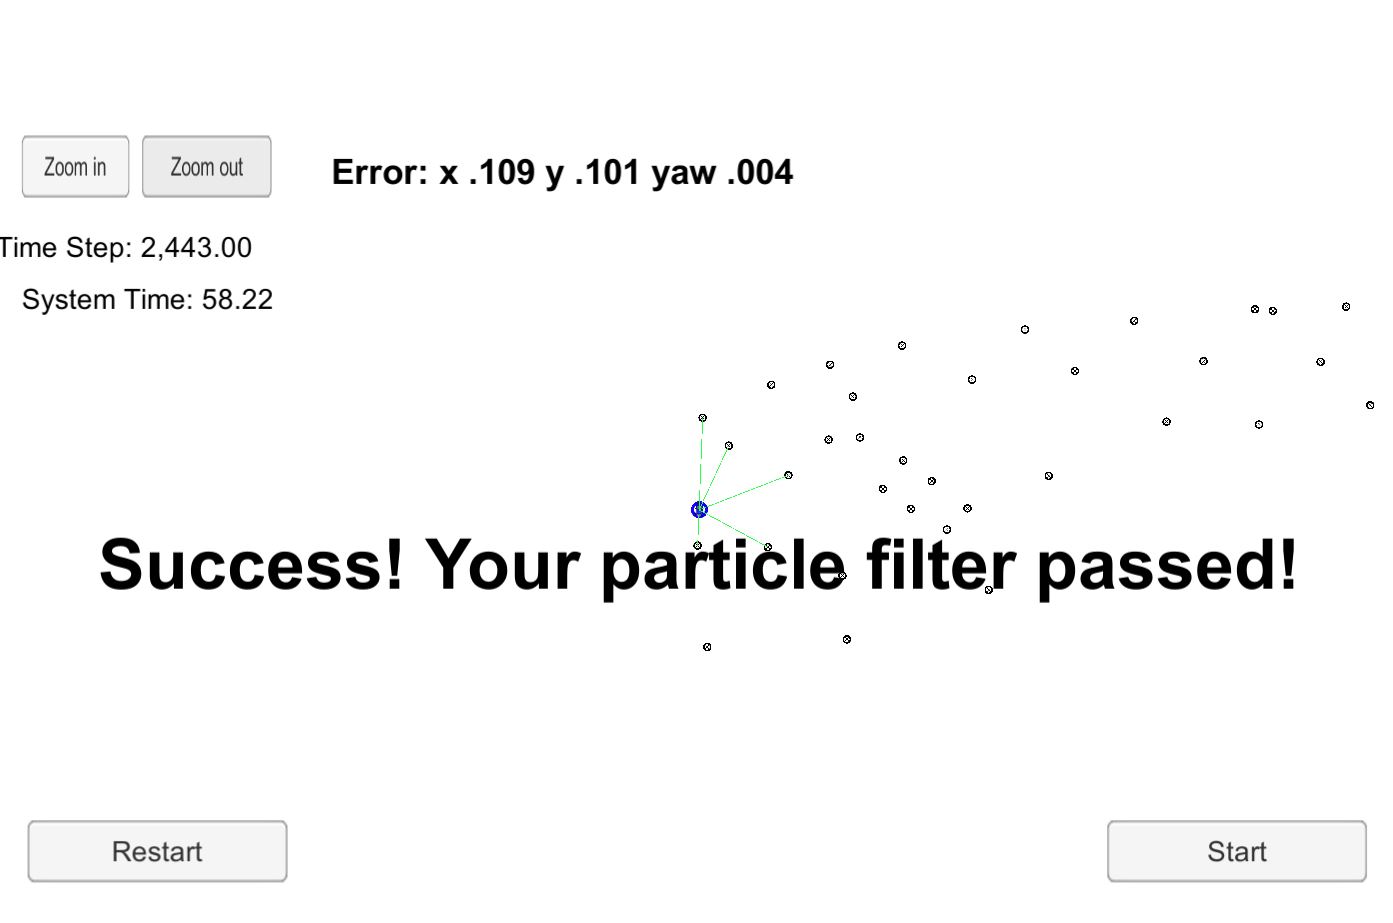 Zoom in
Zoom out
Error: x .109 y .101 yaw .004
Time Step: 2,443.00
System Time: 58.22
Success! Your particle filter passed!
Restart
Start